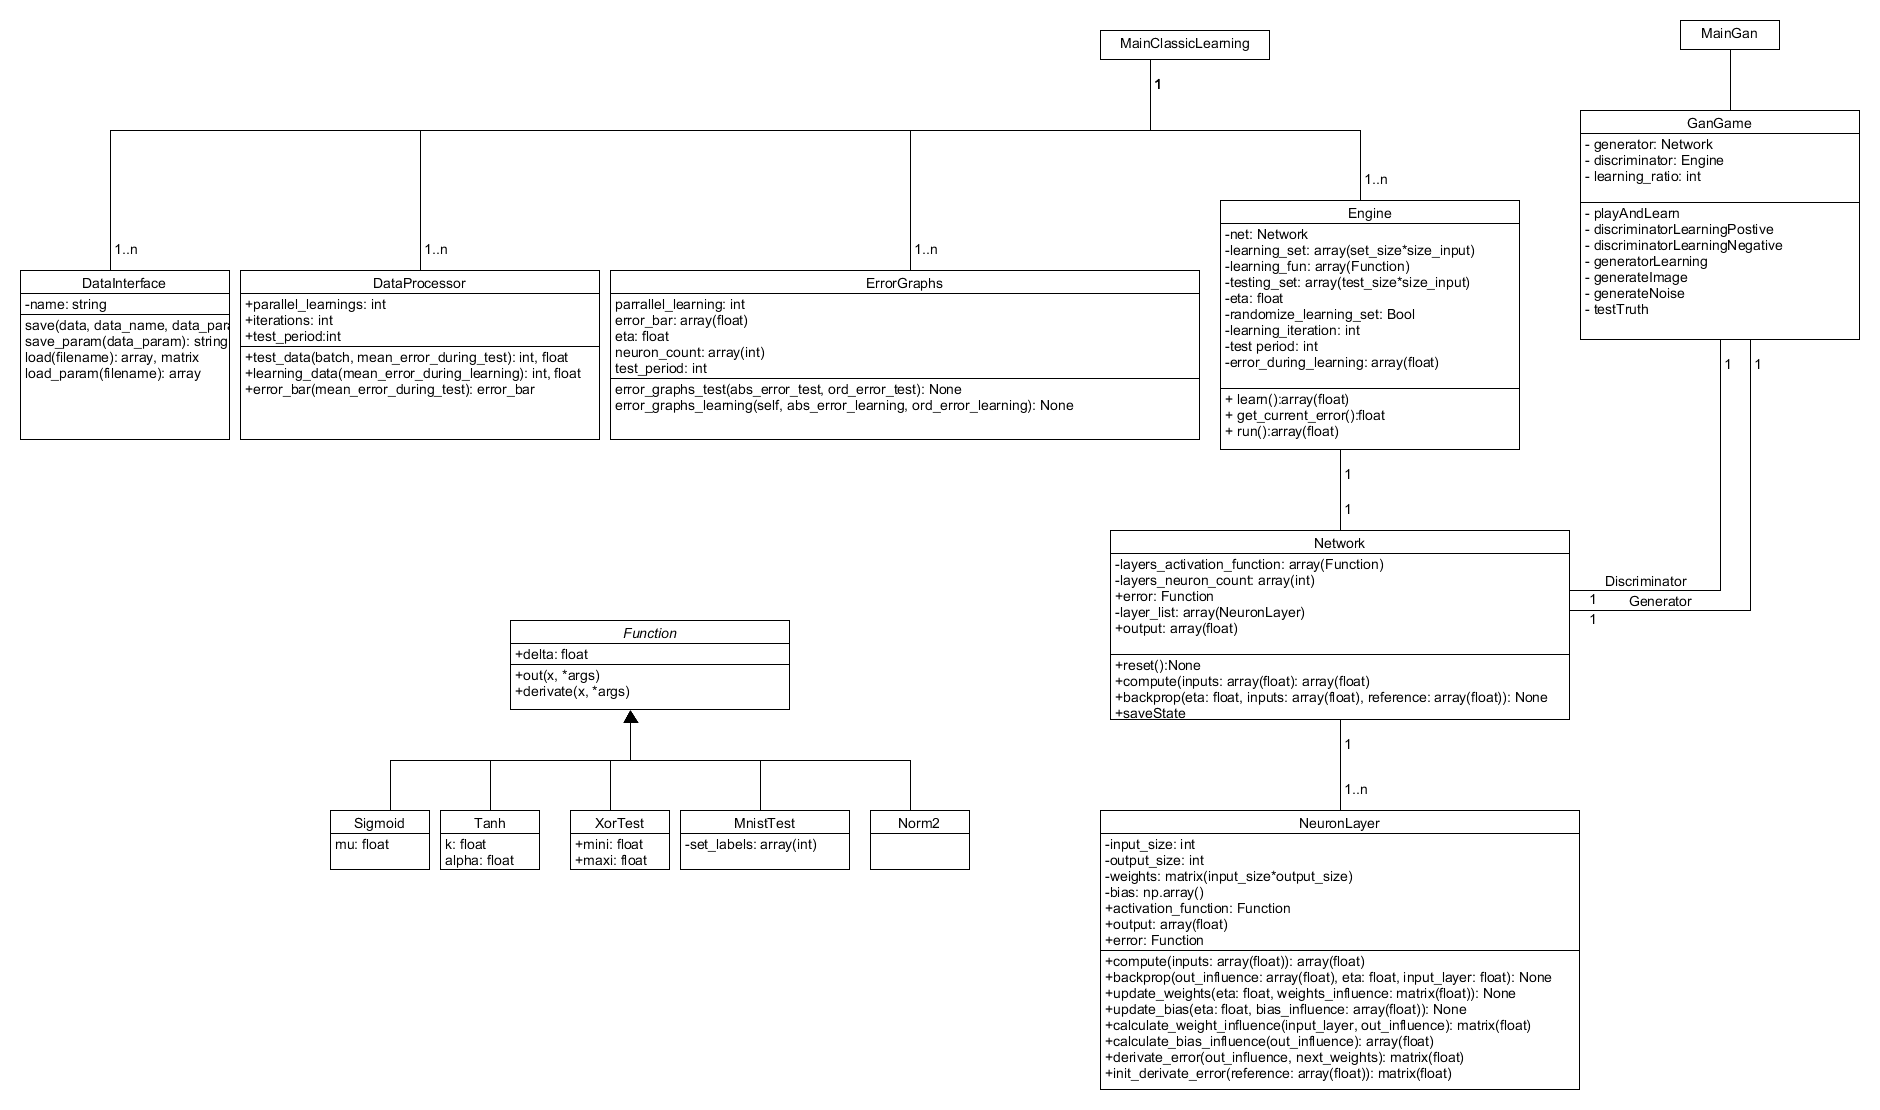 MainClassicLearning
1
MainGan
GanGame
- generator: Network
- discriminator: Engine
- learning_ratio: int
- playAndLearn
- discriminatorLearningPostive
- discriminatorLearningNegative
- generatorLearning
- generateImage
- generateNoise
- testTruth
1
1
1..n
1..n
1..n
1..n
DataInterface
-name: string
save(data, data_name, data_par
save_param(data_param): string
load(filename): array, matrix
load_param(filename): array
DataProcessor
+parallel_learnings: int
+iterations: int
+test_period:int
+test_data(batch, mean_error_during_test): int, float
+learning_data(mean_error_during_learning): int, float
+error_bar(mean_error_during_test): error_bar
ErrorGraphs
parrallel_learning: int
error_bar: array(float)
eta: float
neuron_count: array(int)
test_period: int
error_graphs_test(abs_error_test, ord_error_test): None
error_graphs_learning(self, abs_error_learning, ord_error_learning): None
Engine
-net: Network
-learning_set: array(set_size*size_input)
-learning_fun: array(Function)
-testing_set: array(test_size*size_input)
-eta: float
-randomize_learning_set: Bool
-learning_iteration: int
-test period: int
-error_during_learning: array(float)
+ learn():array(float)
+ get_current_error():float
+ run():array(float)
1
1
Network
-layers_activation_function: array(Function)
-layers_neuron_count: array(int)
+error: Function
-layer_list: array(NeuronLayer)
+output: array(float)
+reset():None
+compute(inputs: array(float): array(float)
+backprop(eta: float, inputs: array(float), reference: array(float)): None
+saveState
Discriminator
1
Generator
1
1
1..n
Function
+delta: float
+out(x, *args)
+derivate(x, *args)
Sigmoid
mu: float
Tanh
k: float
alpha: float
XorTest
+mini: float
+maxi: float
MnistTest
-set_labels: array(int)
Norm2
NeuronLayer
-input_size: int
-output_size: int
-weights: matrix(input_size*output_size)
-bias: np.array()
+activation_function: Function
+output: array(float)
+error: Function
+compute(inputs: array(float)): array(float)
+backprop(out_influence: array(float), eta: float, input_layer: float): None
+update_weights(eta: float, weights_influence: matrix(float)): None
+update_bias(eta: float, bias_influence: array(float)): None
+calculate_weight_influence(input_layer, out_influence): matrix(float)
+calculate_bias_influence(out_influence): array(float)
+derivate_error(out_influence, next_weights): matrix(float)
+init_derivate_error(reference: array(float)): matrix(float)